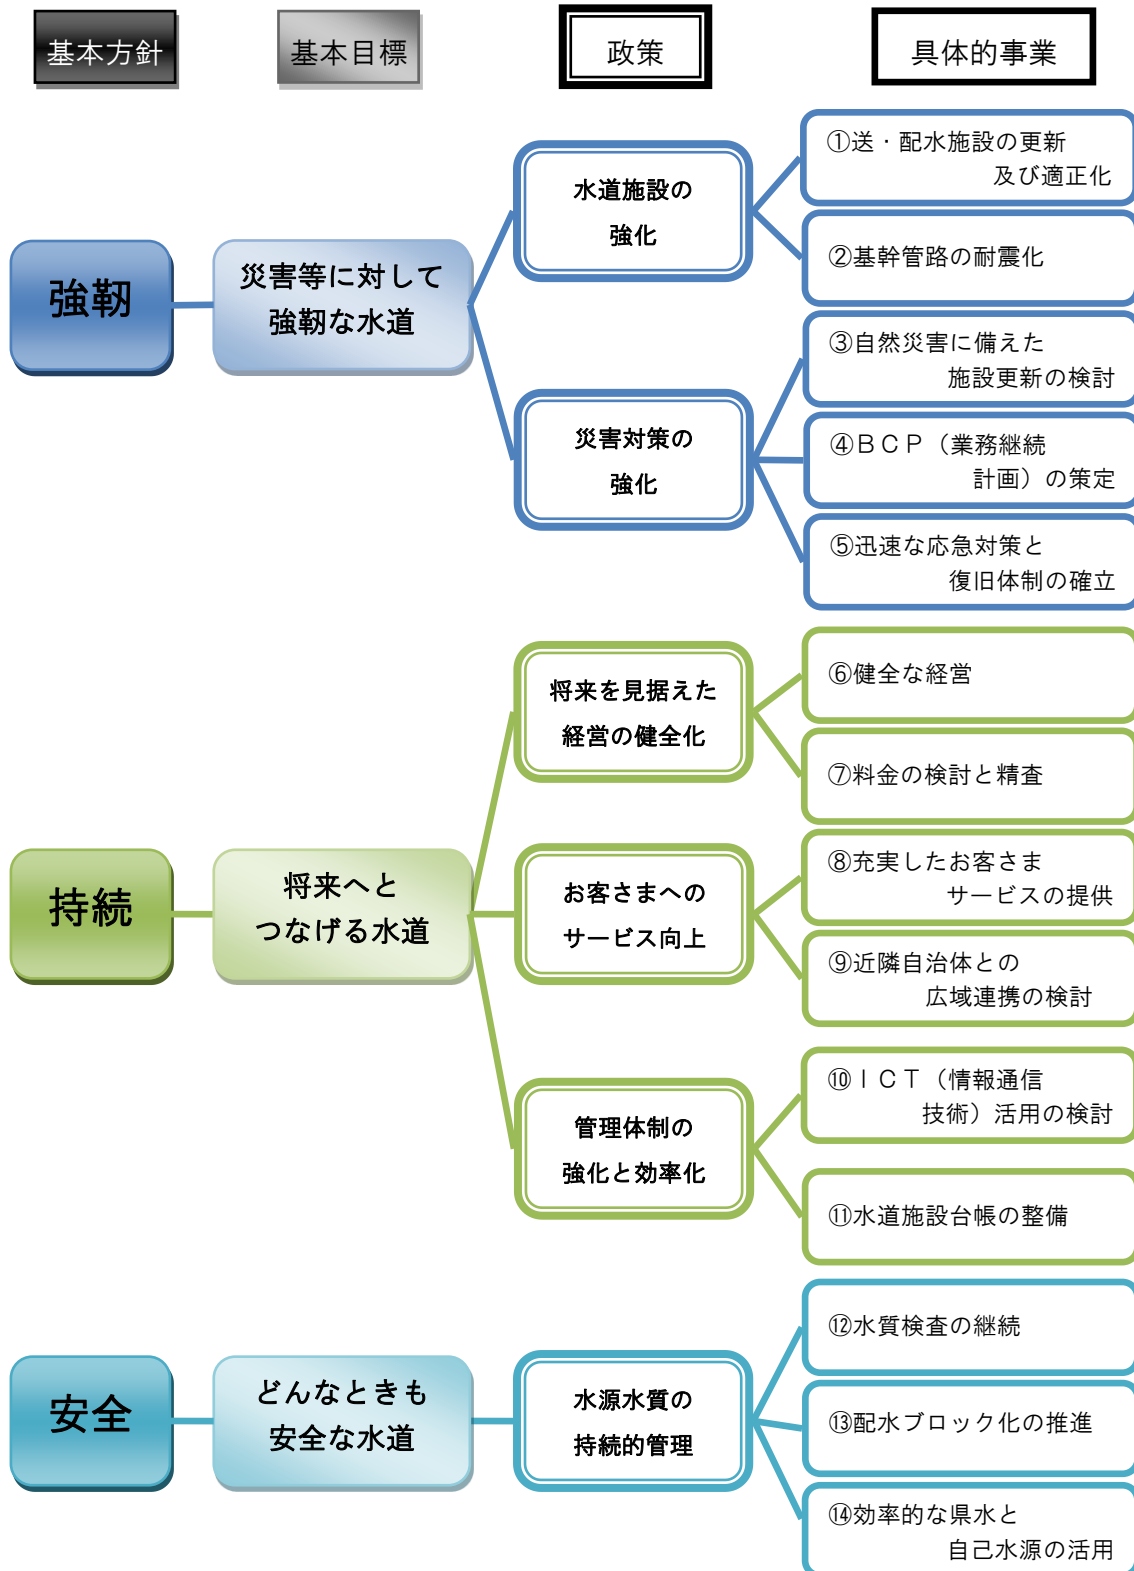 基本方針
基本目標
政策
具体的事業
強靭
災害等に対して
強靭な水道
水道施設の
強化
①送・配水施設の更新
及び適正化
②基幹管路の耐震化
災害対策の
強化
③自然災害に備えた
施設更新の検討
④ＢＣＰ（業務継続
計画）の策定
⑤迅速な応急対策と
復旧体制の確立
持続
将来へと
つなげる水道
将来を見据えた
経営の健全化
⑥健全な経営
⑦料金の検討と精査
お客さまへの
サービス向上
⑧充実したお客さま
サービスの提供
⑨近隣自治体との
広域連携の検討
管理体制の
強化と効率化
⑩ＩＣＴ（情報通信
技術）活用の検討
⑪水道施設台帳の整備
安全
どんなときも
安全な水道
水源水質の
持続的管理
⑫水質検査の継続
⑬配水ブロック化の推進
⑭効率的な県水と
自己水源の活用